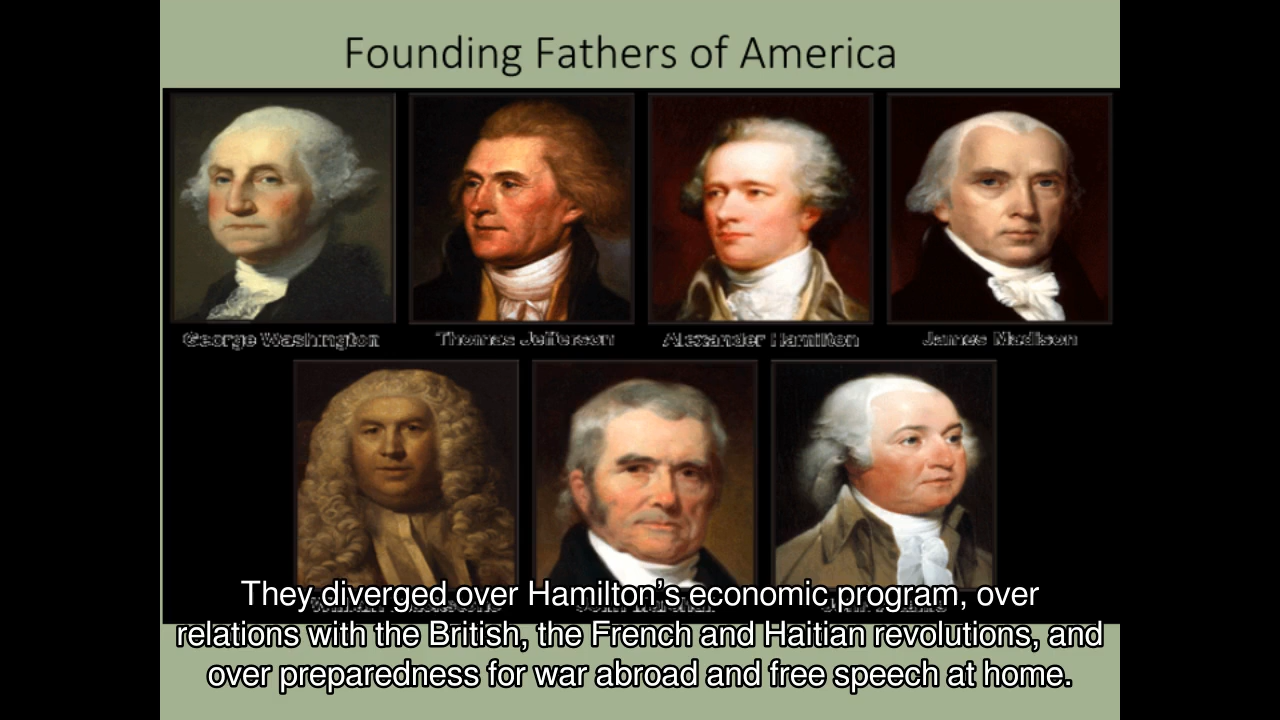 Founding Fathers of America
George Washington
Thomas Jefferson
Alexander Hamilton
James Madison
They diverged over Hamilton’s economic program, over
relations with the British, the French and Haitian revolutions, and
over preparedness for war abroad and free speech at home.